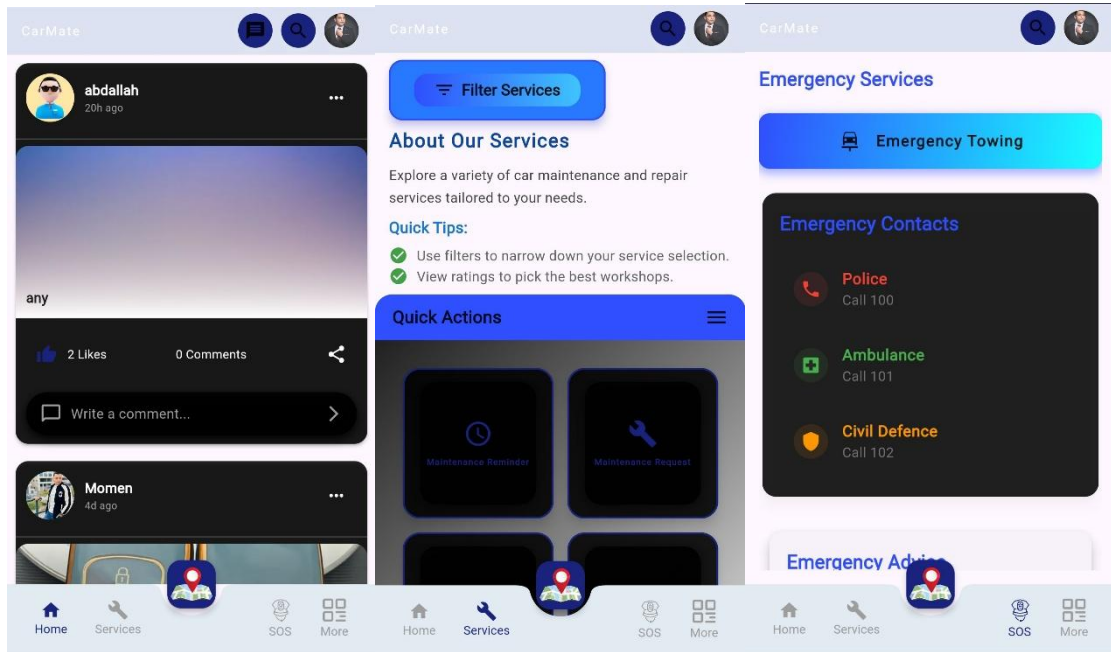 CarMate
abdallah
20h ago
any
2 Likes
0 Comments
Write a comment...
Momen
4d ago
Home
Services
SOS
More
CarMate
Filter Services
About Our Services
Explore a variety of car maintenance and repair
services tailored to your needs.
Quick Tips:
Use filters to narrow down your service selection.
View ratings to pick the best workshops.
Quick Actions
Maintenance Reminder
Maintenance Request
Home
Services
SOS
More
CarMate
Emergency Services
Emergency Towing
Emergency Contacts
Police
Call 100
Ambulance
Call 101
Civil Defence
Call 102
Emergency Advice
Home
Services
SOS
More